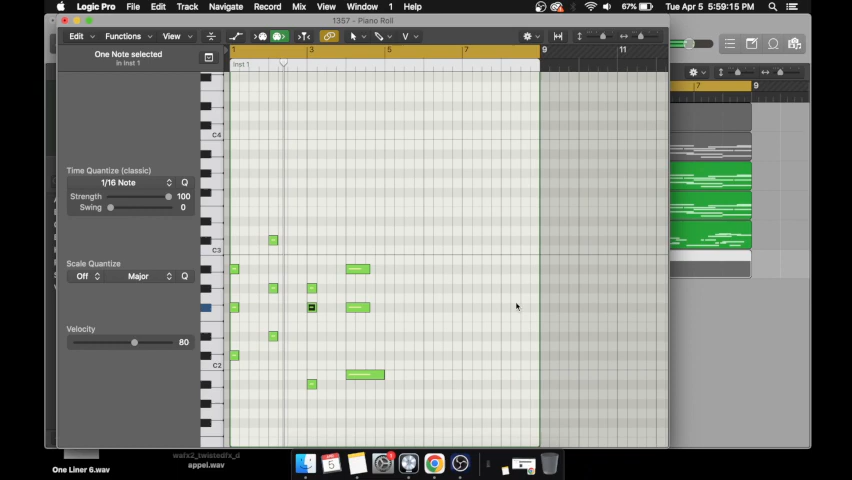 Logic Pro File Edit Track Navigate Record Mix View Window 1 Help 67% Tue Apr 5 5:59:15 PM
1357 - Piano Roll
Edit Functions View
One Note selected
in Inst 1
1 3 5 7 9 11
Inst 1
7 9
C4
Time Quantize (classic)
1/16 Note Q
Strength 100
Swing 0
C3
Scale Quantize
Off Major Q
Velocity
80
C2
One Liner 6.wav
wafx2_twistedfx_d
appel.wav